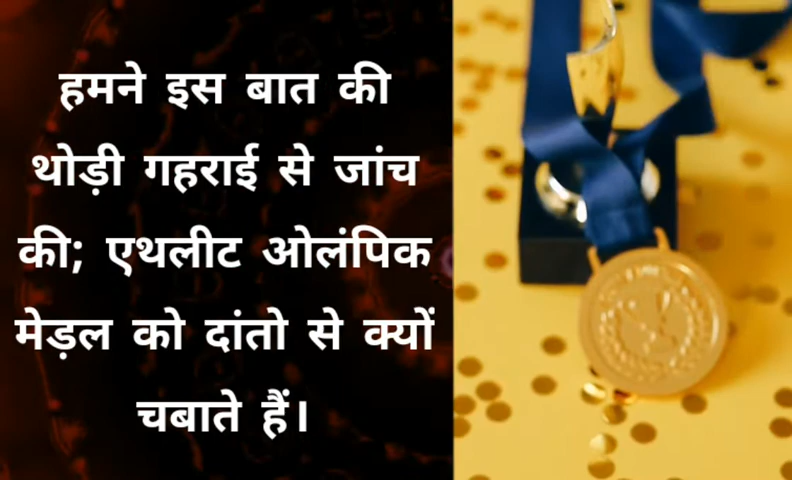 हमने इस बात की
थोड़ी गहराई से जांच
की; एथलीट ओलंपिक
मेड़ल को दांतो से क्यों
चबाते हैं।